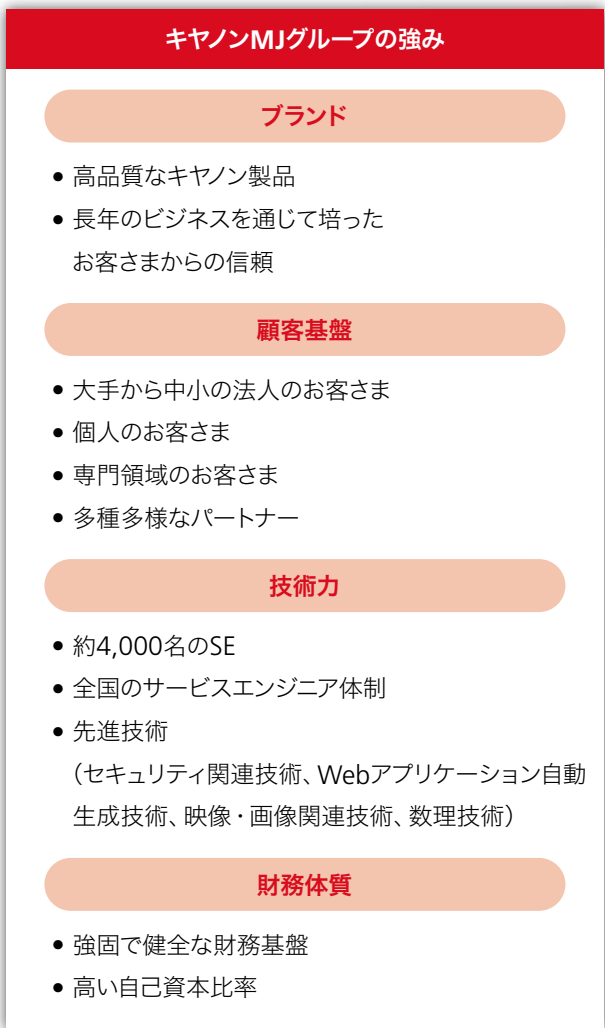 キヤノンMJグループの強み
ブランド
• 高品質なキヤノン製品
• 長年のビジネスを通じて培った
お客さまからの信頼
顧客基盤
• 大手から中小の法人のお客さま
• 個人のお客さま
• 専門領域のお客さま
• 多種多様なパートナー
技術力
• 約4,000名のSE
• 全国のサービスエンジニア体制
• 先進技術
（セキュリティ関連技術、Webアプリケーション自動
生成技術、映像・画像関連技術、数理技術）
財務体質
• 強固で健全な財務基盤
• 高い自己資本比率